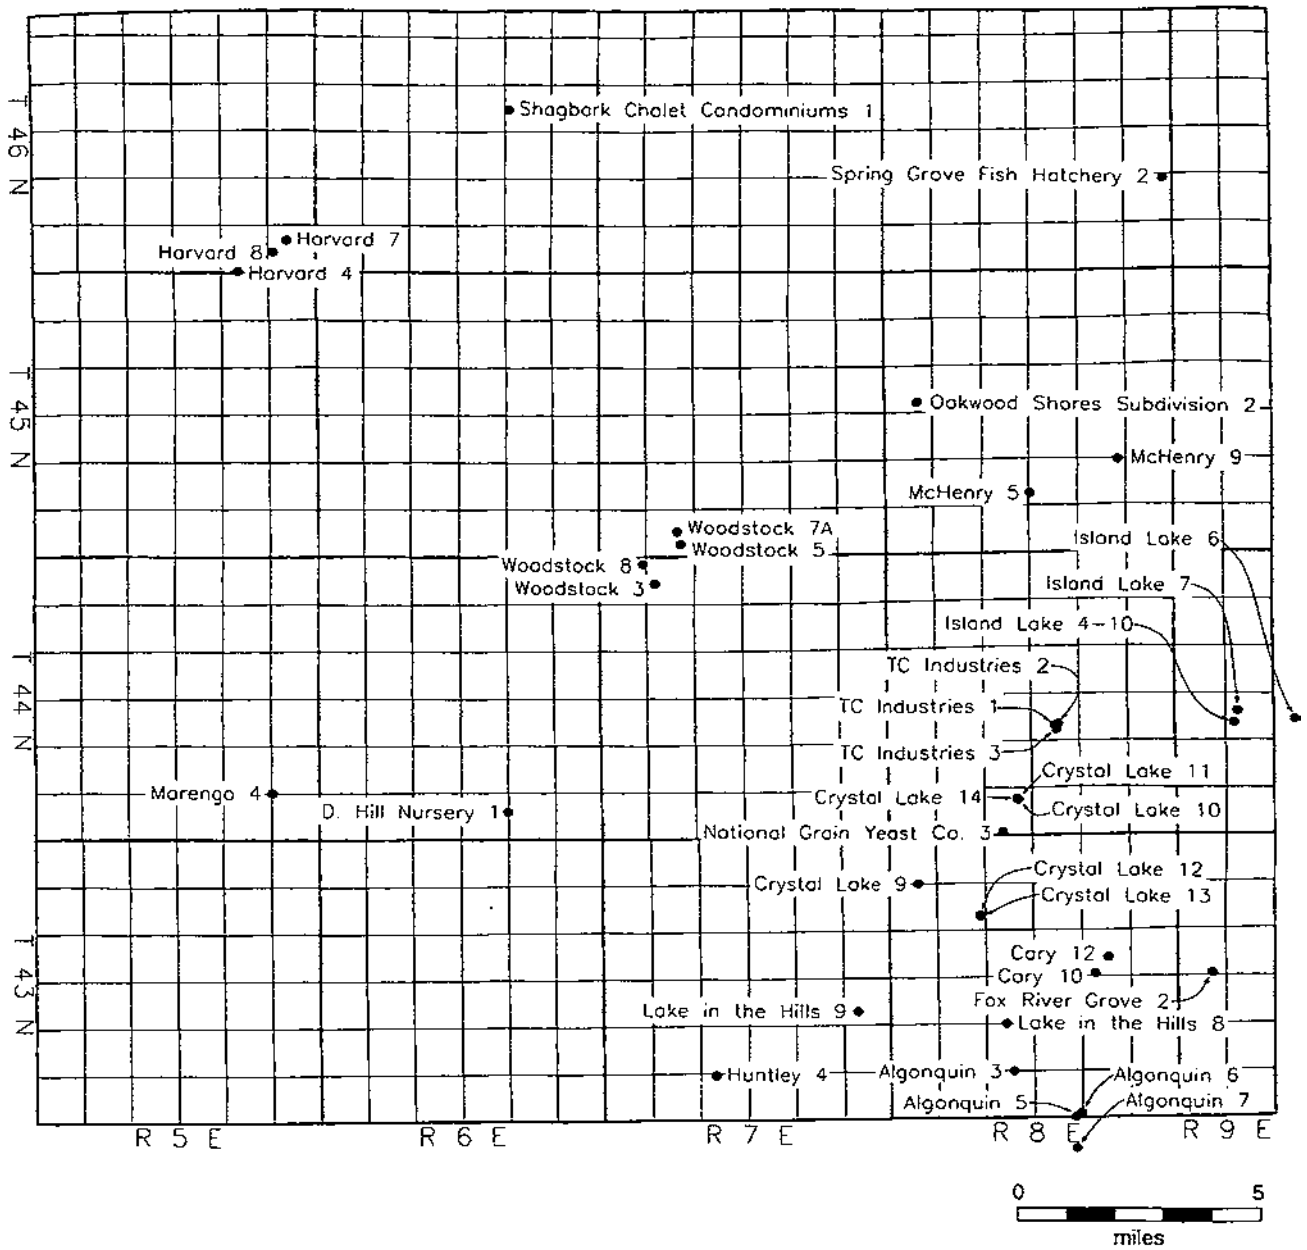 Shagbark Chalet Condominiums 1
T 46 N
Spring Grove Fish Hatchery 2
Harvard 7
Harvard 8
Harvard 4
T 45 N
Oakwood Shores Subdivision 2
McHenry 9
McHenry 5
Woodstock 7A
Woodstock 5
Island Lake 6
Woodstock 8
Woodstock 3
Island Lake 7
Island Lake 4-10
T 44 N
TC Industries 2
TC Industries 1
TC Industries 3
Crystal Lake 11
Marengo 4
Crystal Lake 14
D. Hill Nursery 1
Crystal Lake 10
National Grain Yeast Co. 3
Crystal Lake 12
Crystal Lake 9
Crystal Lake 13
T 43 N
Cary 12
Cary 10
Fox River Grove 2
Lake in the Hills 9
Lake in the Hills 8
Huntley 4
Algonquin 3
Algonquin 6
Algonquin 5
Algonquin 7
R 5 E
R 6 E
R 7 E
R 8 E
R 9 E
0 5
miles